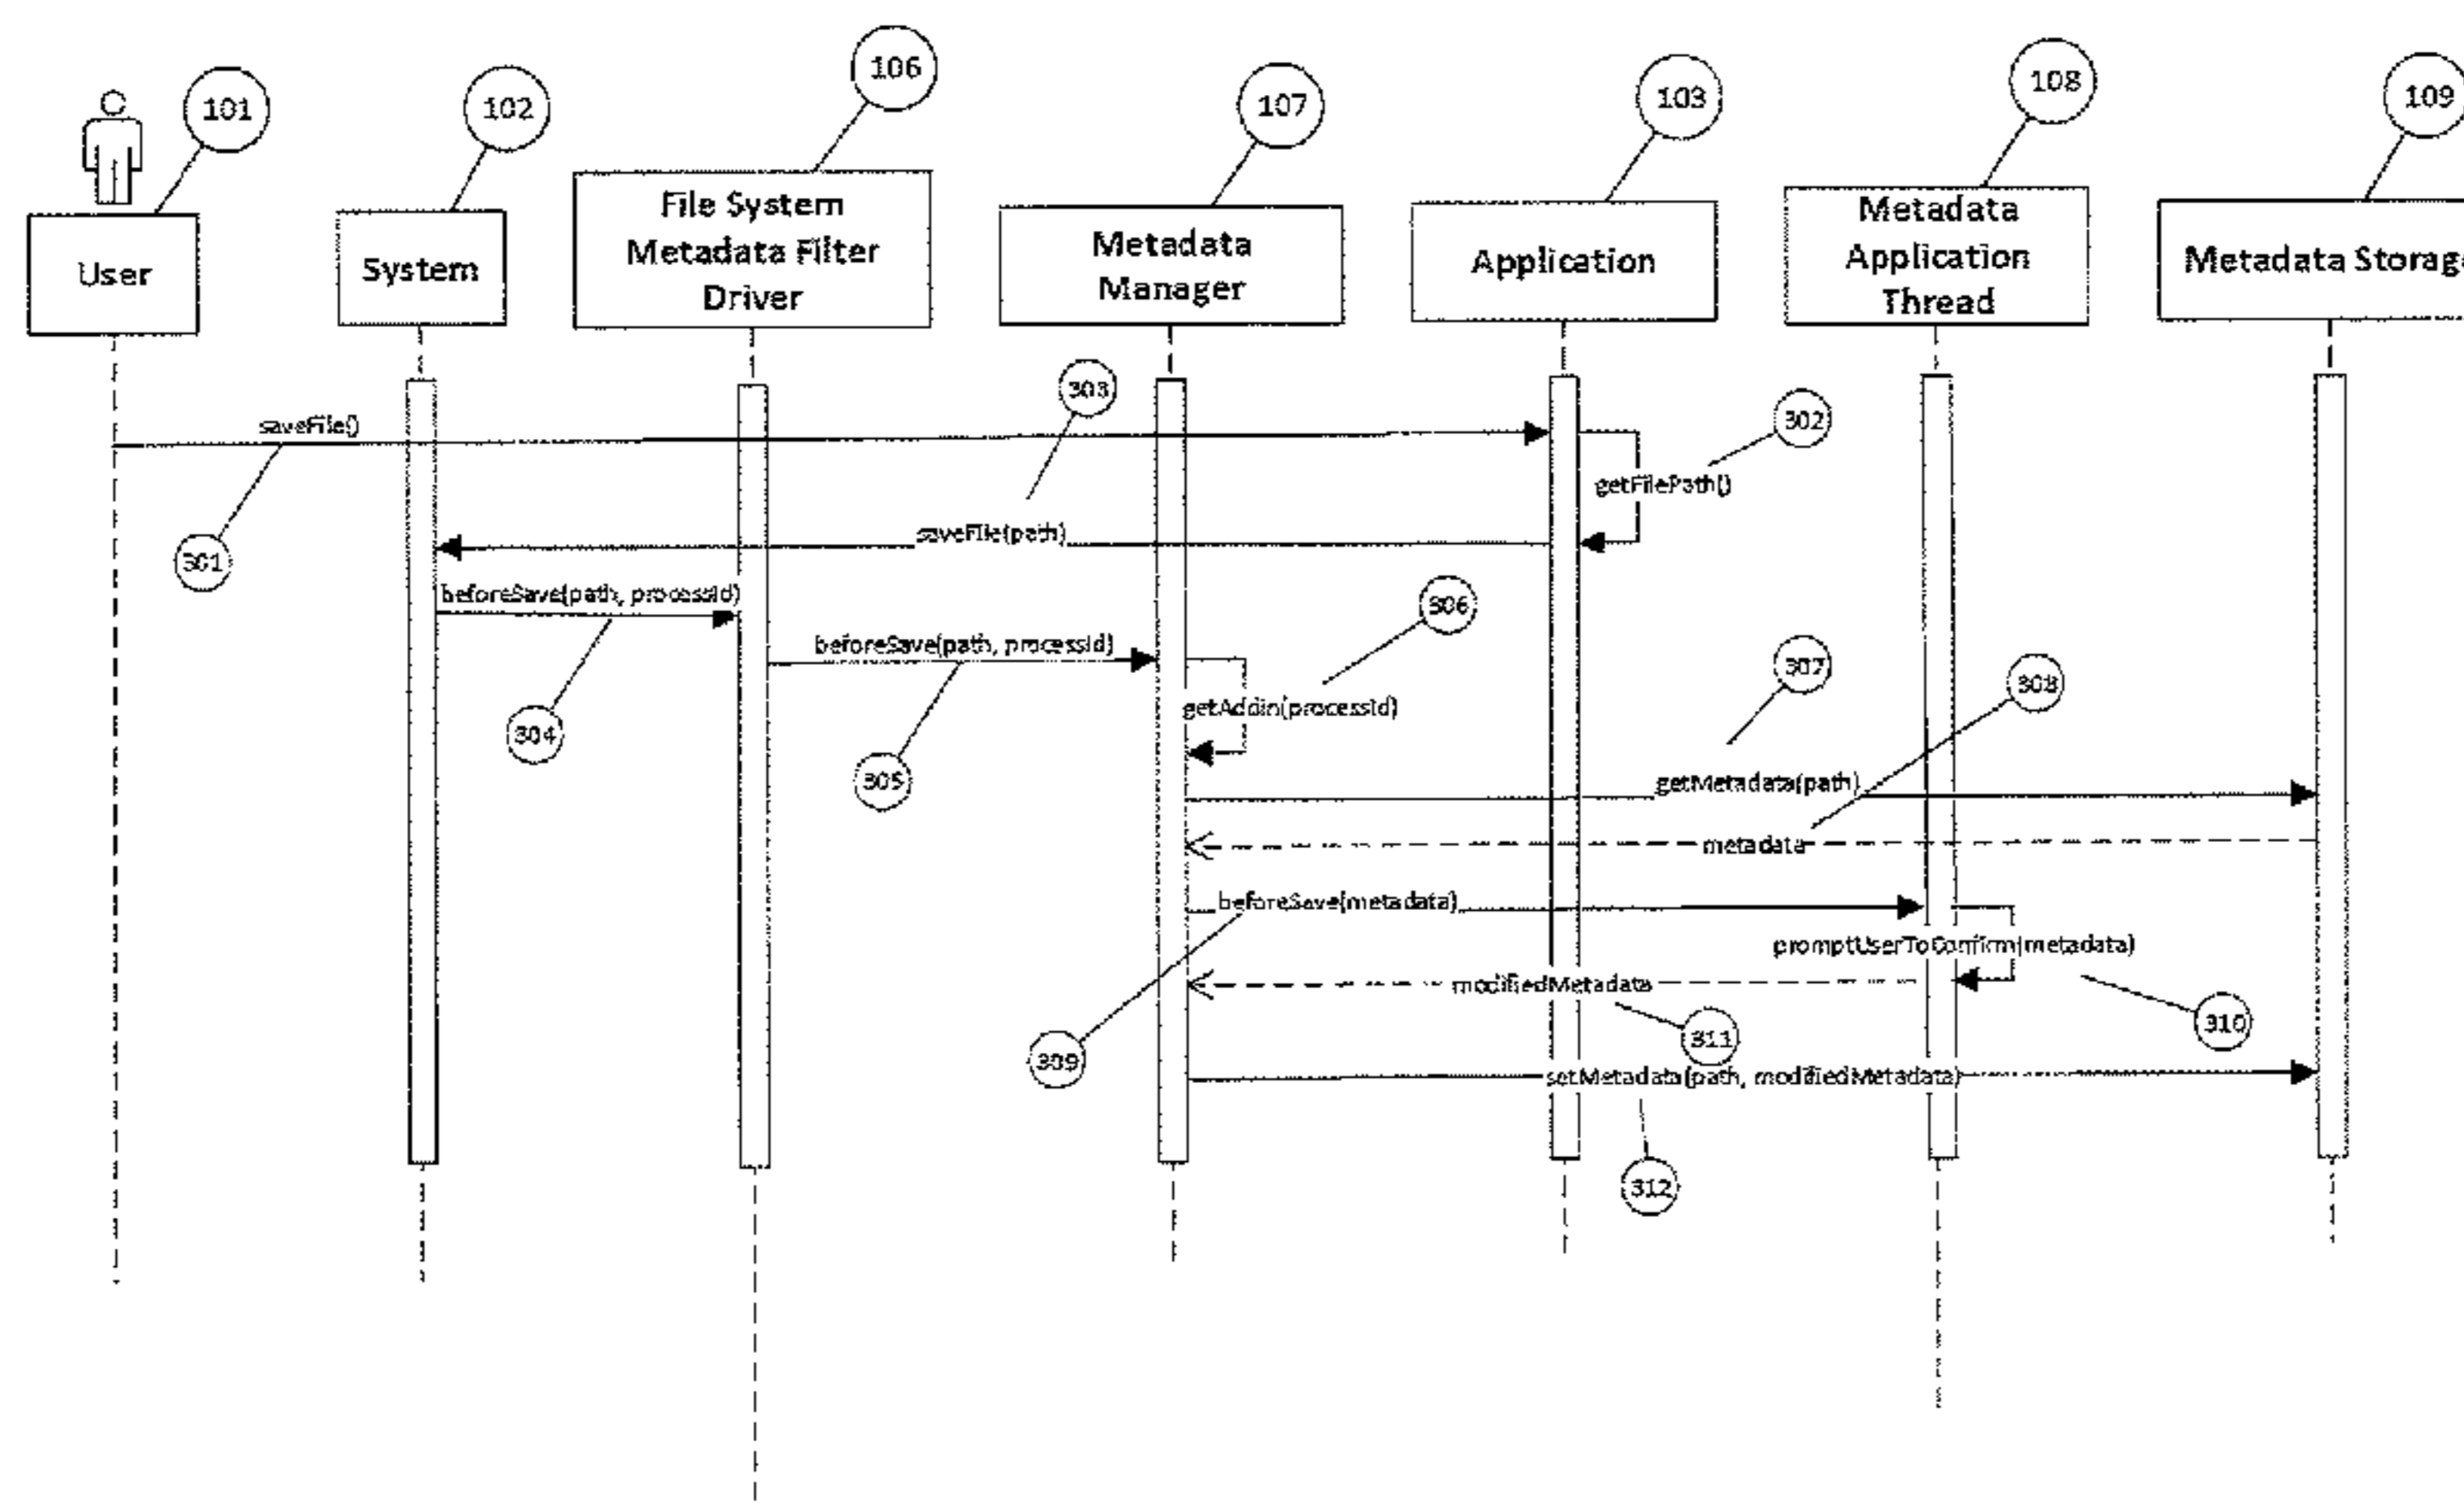 101
102
106
107
103
108
109
User
System
File System
Metadata Filter
Driver
Metadata
Manager
Application
Metadata
Application
Thread
Metadata Storage
303
302
saveFile()
getFilePath()
301
saveFile(path)
beforeSave(path, processId)
306
beforeSave(path, processId)
307
308
304
getAddin(processId)
305
getMetadata(path)
metadata
beforeSave(metadata)
promptUserToConfirm(metadata)
modifiedMetadata
310
311
309
setMetadata(path, modifiedMetadata)
312